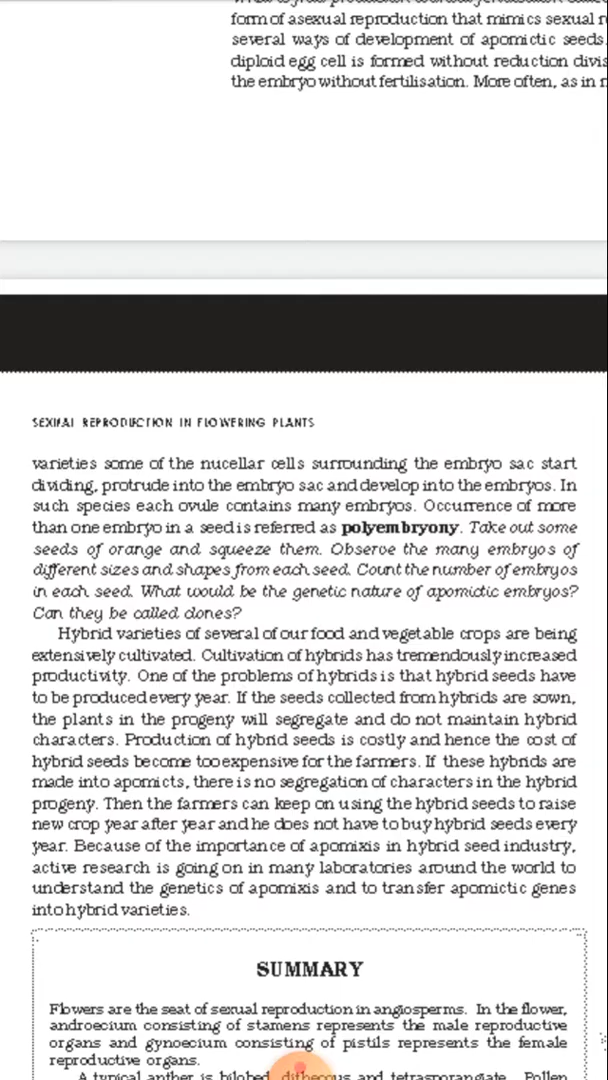 form of asexual reproduction that mimics sexual
several ways of development of apomictic seeds.
diploid egg cell is formed without reduction
the embryo without fertilisation. More often, as in
SEXUAL REPRODUCTION IN FLOWERING PLANTS
varieties some of the nucellar cells surrounding the embryo sac start
dividing, protrude into the embryo sac and develop into the embryos. In
such species each ovule contains many embryos. Occurrence of more
than one embryo in a seed is referred as polyembryony. Take out some
seeds of orange and squeeze them. Observe the many embryos of
different sizes and shapes from each seed. Count the number of embryos
in each seed. What would be the genetic nature of apomictic embryos?
Can they be called clones?
Hybrid varieties of several of our food and vegetable crops are being
extensively cultivated. Cultivation of hybrids has tremendously increased
productivity. One of the problems of hybrids is that hybrid seeds have
to be produced every year. If the seeds collected from hybrids are sown,
the plants in the progeny will segregate and do not maintain hybrid
characters. Production of hybrid seeds is costly and hence the cost of
hybrid seeds become too expensive for the farmers. If these hybrids are
made into apomicts, there is no segregation of characters in the hybrid
progeny. Then the farmers can keep on using the hybrid seeds to raise
new crop year after year and he does not have to buy hybrid seeds every
year. Because of the importance of apomixis in hybrid seed industry,
active research is going on in many laboratories around the world to
understand the genetics of apomixis and to transfer apomictic genes
into hybrid varieties.
SUMMARY
Flowers are the seat of sexual reproduction in angiosperms. In the flower,
androecium consisting of stamens represents the male reproductive
organs and gynoecium consisting of pistils represents the female
reproductive organs.
A typical anther is bilobed, dithecous and tetrasporangiate. Pollen